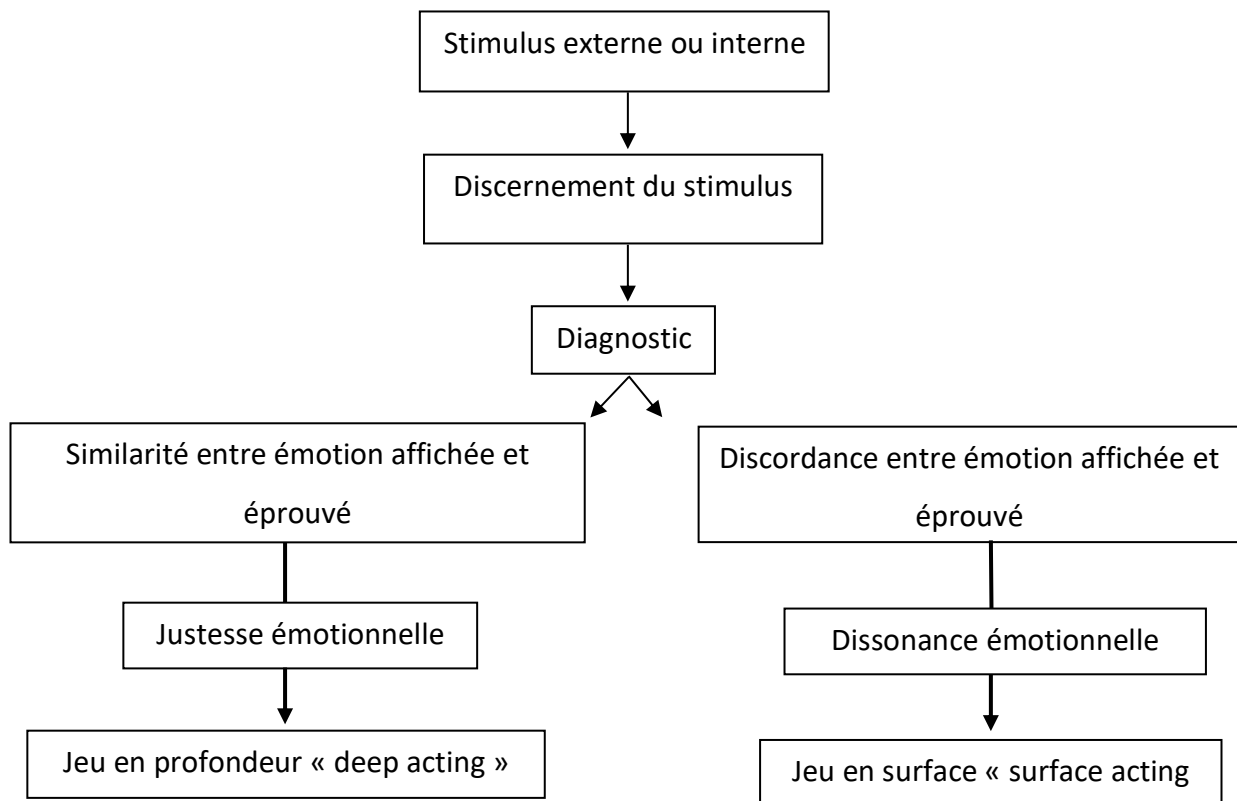 Stimulus externe ou interne
Discernement du stimulus
Diagnostic
Similarité entre émotion affichée et
éprouvé
Discordance entre émotion affichée et
éprouvé
Justesse émotionnelle
Dissonance émotionnelle
Jeu en profondeur « deep acting »
Jeu en surface « surface acting